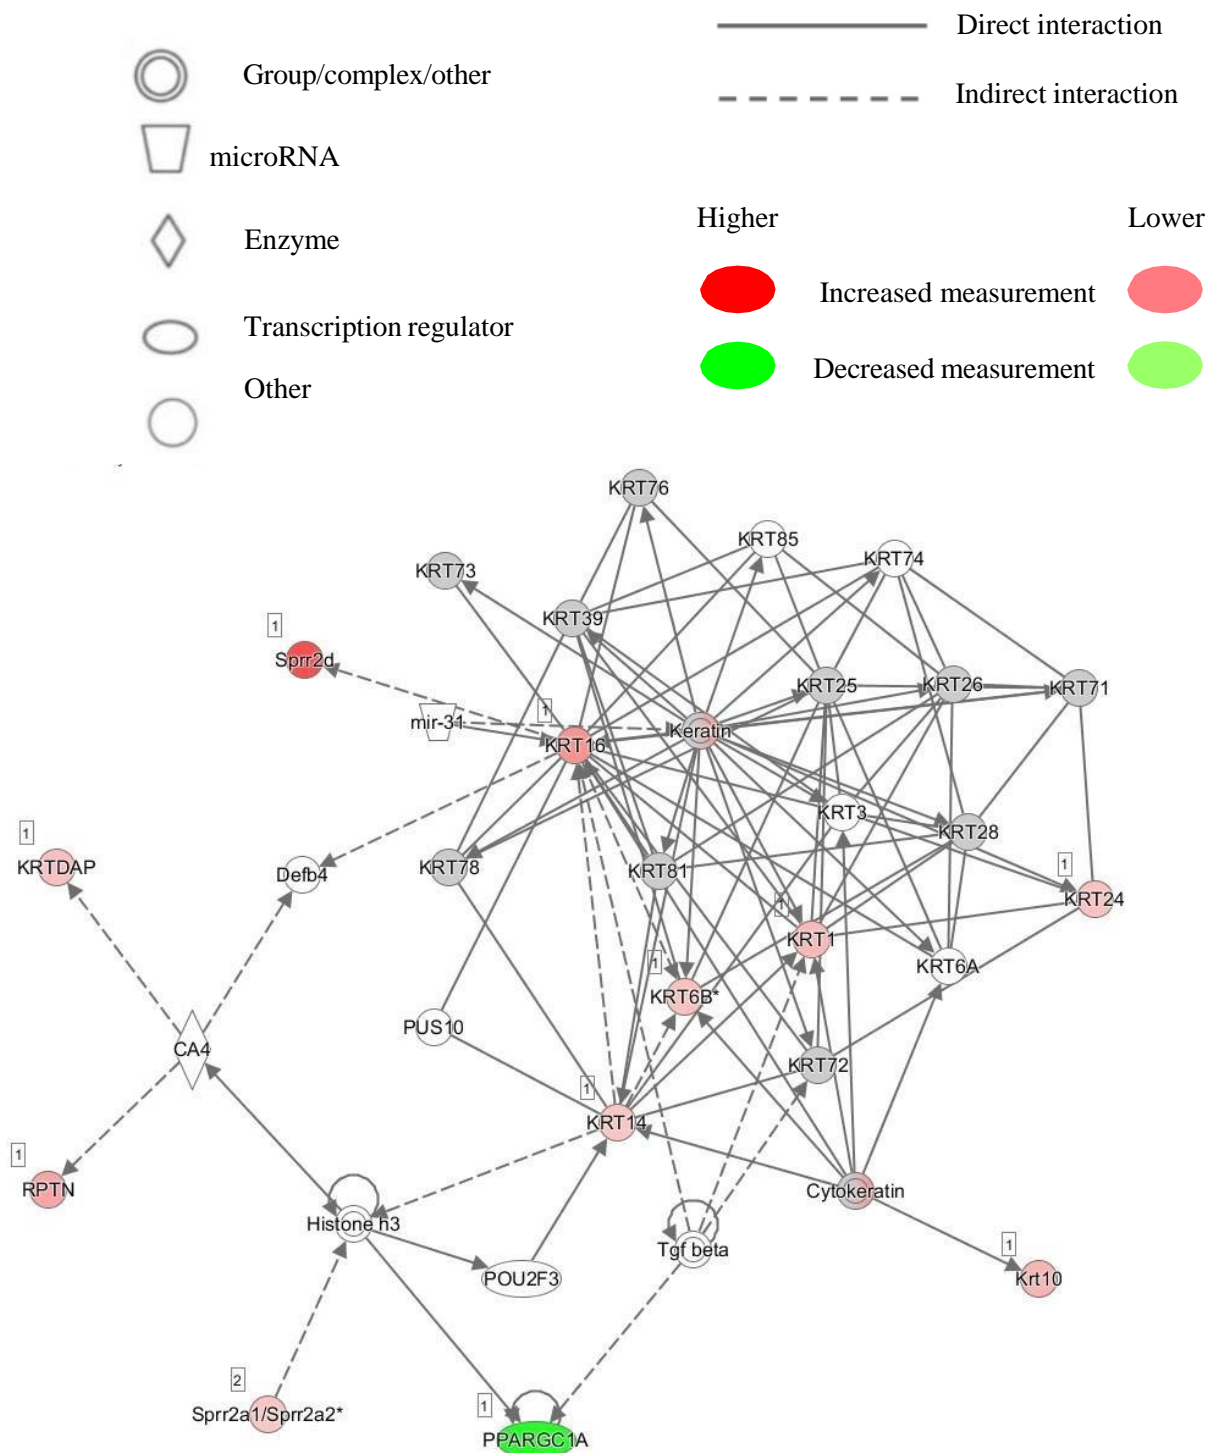 Direct interaction
Group/complex/other
Indirect interaction
microRNA
Higher
Lower
Enzyme
Increased measurement
Transcription regulator
Decreased measurement
Other
KRT76
KRT85
KRT74
KRT73
KRT39
1
Sprr2d
KRT25
KRT26
KRT71
mir-31
1
KRT16
Keratin
KRT3
KRT28
1
KRTDAP
Defb4
KRT78
KRT81
1
KRT24
1
KRT1
1
KRT6B*
KRT6A
PUS10
CA4
KRT72
1
KRT14
1
RPTN
Cytokeratin
Histone h3
Tgf beta
POU2F3
1
Krt10
2
Sprr2a1/Sprr2a2*
1
PPARGC1A